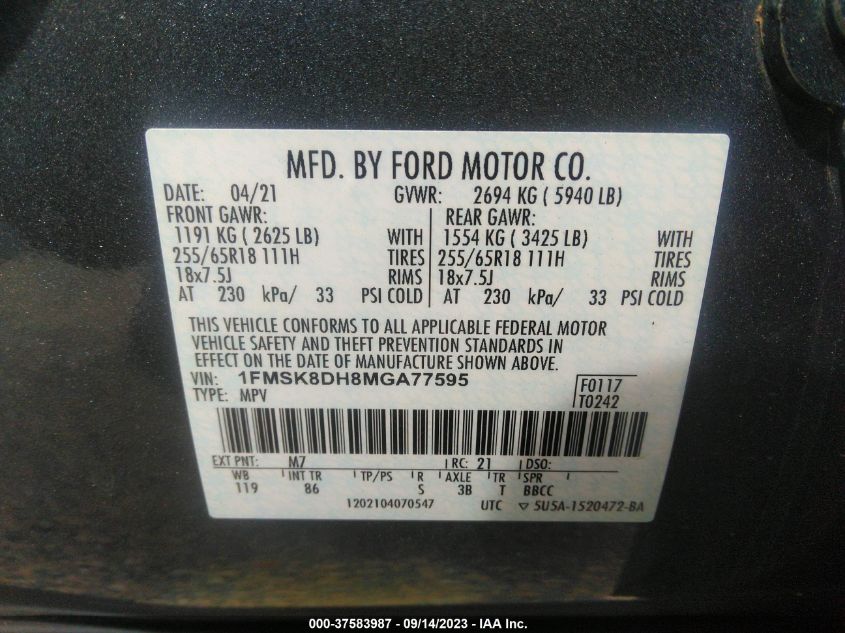 MFD. BY FORD MOTOR CO.
DATE: 04/21 GVWR: 2694 KG ( 5940 LB)
FRONT GAWR: REAR GAWR:
1191 KG ( 2625 LB) WITH 1554 KG ( 3425 LB) WITH
255/65R18 111H TIRES 255/65R18 111H TIRES
18x7.5J RIMS 18x7.5J RIMS
AT 230 kPa/ 33 PSI COLD AT 230 kPa/ 33 PSI COLD
THIS VEHICLE CONFORMS TO ALL APPLICABLE FEDERAL MOTOR
VEHICLE SAFETY AND THEFT PREVENTION STANDARDS IN
EFFECT ON THE DATE OF MANUFACTURE SHOWN ABOVE.
VIN: 1FMSK8DH8MGA77595 F0117
TYPE: MPV T0242
EXT PNT: M7 RC: 21 DSO:
WB INT TR TP/PS R AXLE TR SPR
119 86 S 3B T BBCC
1202104070547 UTC ▽ 5U5A-1520472-BA
000-37583987 - 09/14/2023 - IAA Inc.